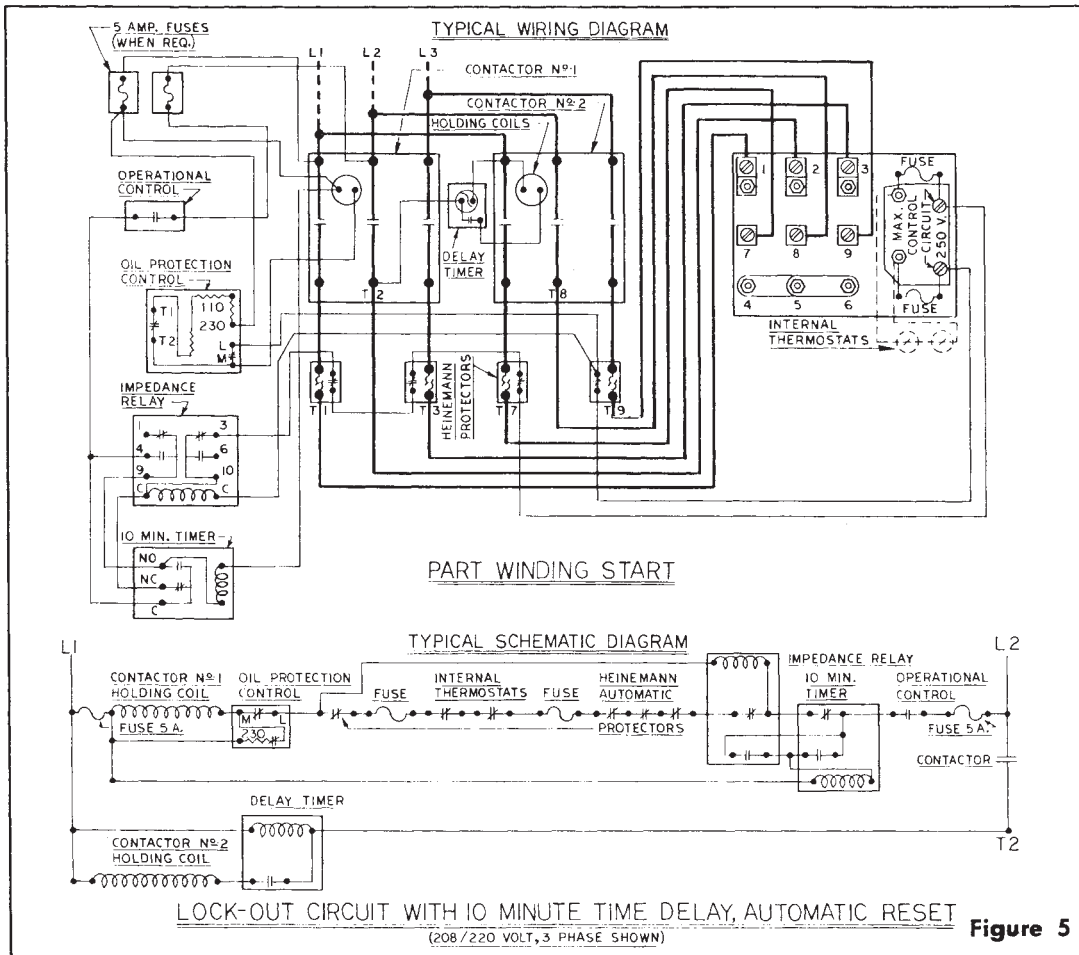 TYPICAL WIRING DIAGRAM
5 AMP. FUSES
(WHEN REQ.)
L1
L2
L3
CONTACTOR Nº-1
CONTACTOR Nº-2
HOLDING COILS
OPERATIONAL
CONTROL
DELAY
TIMER
OIL PROTECTION
CONTROL
T1
T2
110
230
L
M
T2
T8
IMPEDANCE
RELAY
1
3
4
6
9
10
C
C
T1
T3
HEINEMANN
PROTECTORS
T7
T9
10 MIN. TIMER
NO
NC
C
1
2
3
7
8
9
4
5
6
FUSE
MAX.
CONTROL
CIRCUIT
250 V.
FUSE
INTERNAL
THERMOSTATS
PART WINDING START
TYPICAL SCHEMATIC DIAGRAM
L1
L2
CONTACTOR Nº-1
HOLDING COIL
FUSE 5 A.
OIL PROTECTION
CONTROL
M
L
230
FUSE
INTERNAL
THERMOSTATS
FUSE
HEINEMANN
AUTOMATIC
PROTECTORS
IMPEDANCE RELAY
10 MIN.
TIMER
OPERATIONAL
CONTROL
FUSE 5 A.
CONTACTOR
DELAY TIMER
CONTACTOR Nº-2
HOLDING COIL
T2
LOCK-OUT CIRCUIT WITH 10 MINUTE TIME DELAY, AUTOMATIC RESET
(208/220 VOLT, 3 PHASE SHOWN)
Figure 5